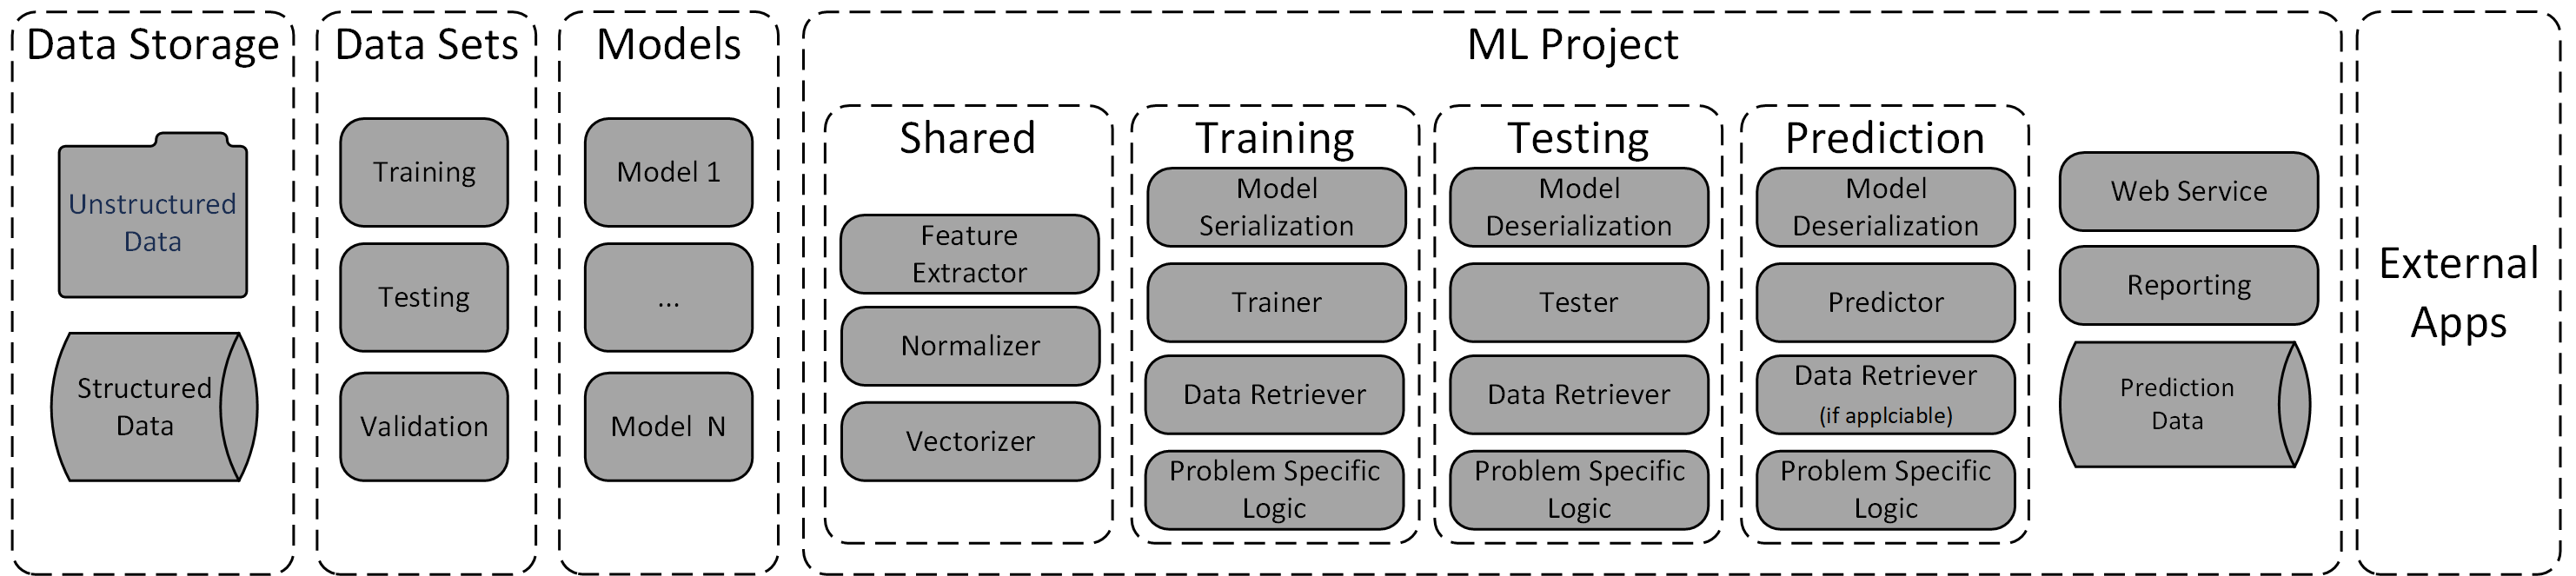 Data Storage
Unstructured
Data
Structured
Data
Data Sets
Training
Testing
Validation
Models
Model 1
...
Model N
ML Project
Shared
Feature
Extractor
Normalizer
Vectorizer
Training
Model
Serialization
Trainer
Data Retriever
Problem Specific
Logic
Testing
Model
Deserialization
Tester
Data Retriever
Problem Specific
Logic
Prediction
Model
Deserialization
Predictor
Data Retriever
(if applciable)
Problem Specific
Logic
Web Service
Reporting
Prediction
Data
External
Apps